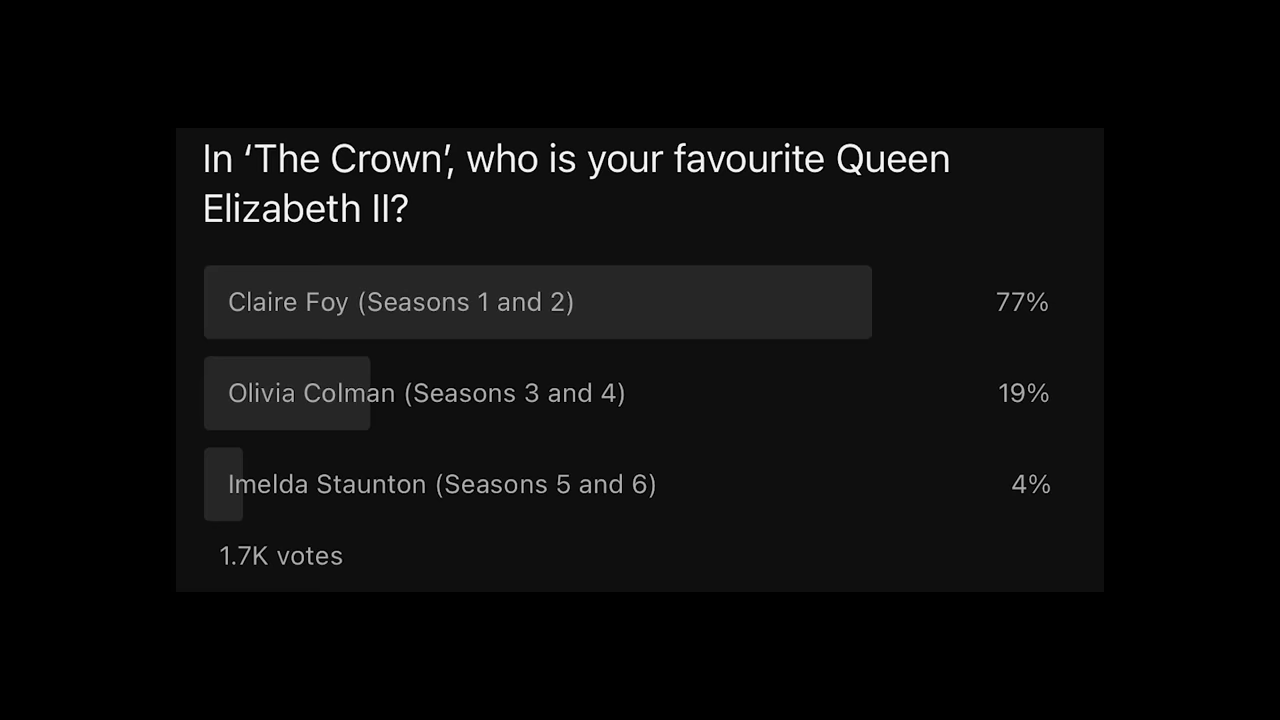 In ‘The Crown’, who is your favourite Queen
Elizabeth II?
Claire Foy (Seasons 1 and 2) 77%
Olivia Colman (Seasons 3 and 4) 19%
Imelda Staunton (Seasons 5 and 6) 4%
1.7K votes